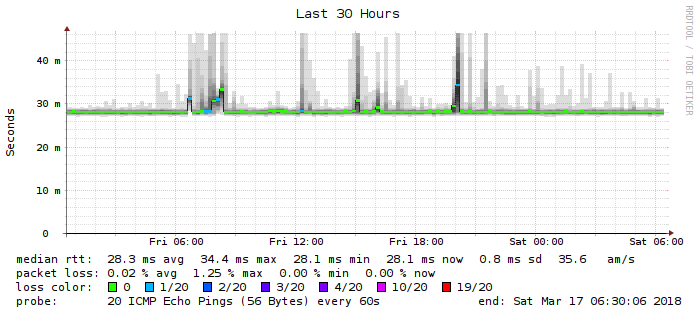 Last 30 Hours
RRDTOOL / TOBI OETIKER
Seconds
40 m
30 m
20 m
10 m
0
Fri 06:00 Fri 12:00 Fri 18:00 Sat 00:00 Sat 06:00
median rtt: 28.3 ms avg 34.4 ms max 28.1 ms min 28.1 ms now 0.8 ms sd 35.6 am/s
packet loss: 0.02 % avg 1.25 % max 0.00 % min 0.00 % now
loss color: 0 1/20 2/20 3/20 4/20 10/20 19/20
probe: 20 ICMP Echo Pings (56 Bytes) every 60s end: Sat Mar 17 06:30:06 2018